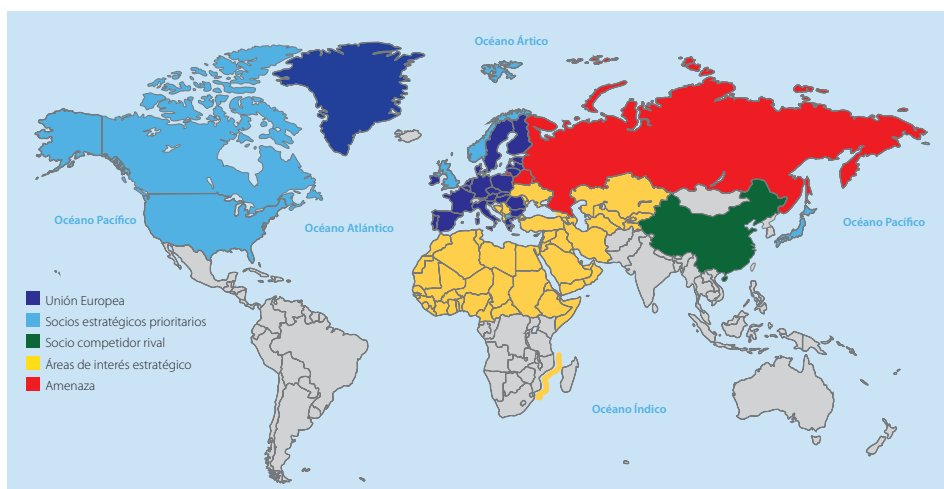 Océano Ártico
Océano Pacífico
Océano Atlántico
Océano Pacífico
Unión Europea
Socios estratégicos prioritarios
Socio competidor rival
Áreas de interés estratégico
Amenaza
Océano Índico